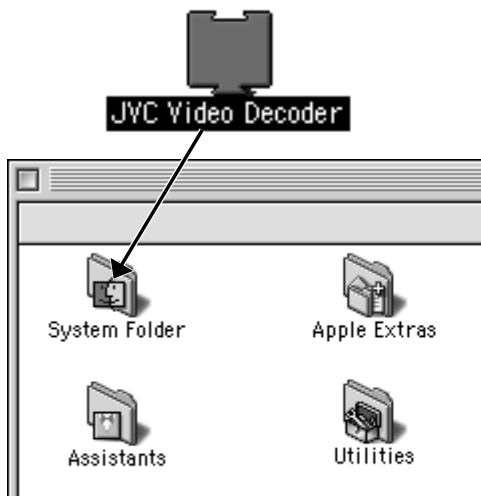 JVC Video Decoder
System Folder
Apple Extras
Assistants
Utilities